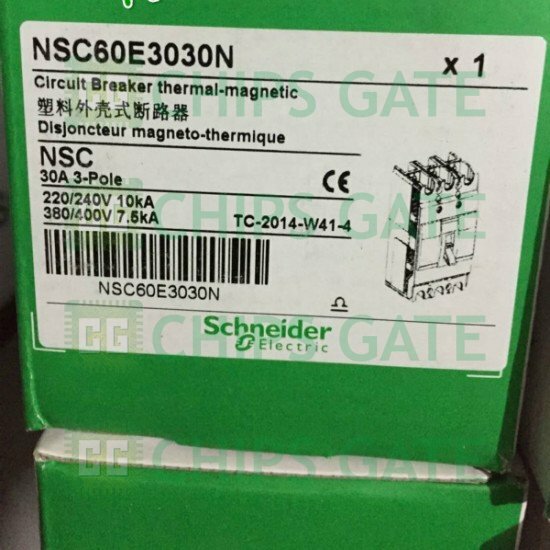 NSC60E3030N x 1
Circuit Breaker thermal-magnetic
塑料外壳式断路器
Disjoncteur magneto-thermique
NSC
30A 3-Pole
CE
220/240V 10kA
380/400V 7.5kA TC-2014-W41-4
NSC60E3030N
Schneider
Electric
CHIPS GATE
CHIPS GATE
CHIPS GATE
CHIPS GATE